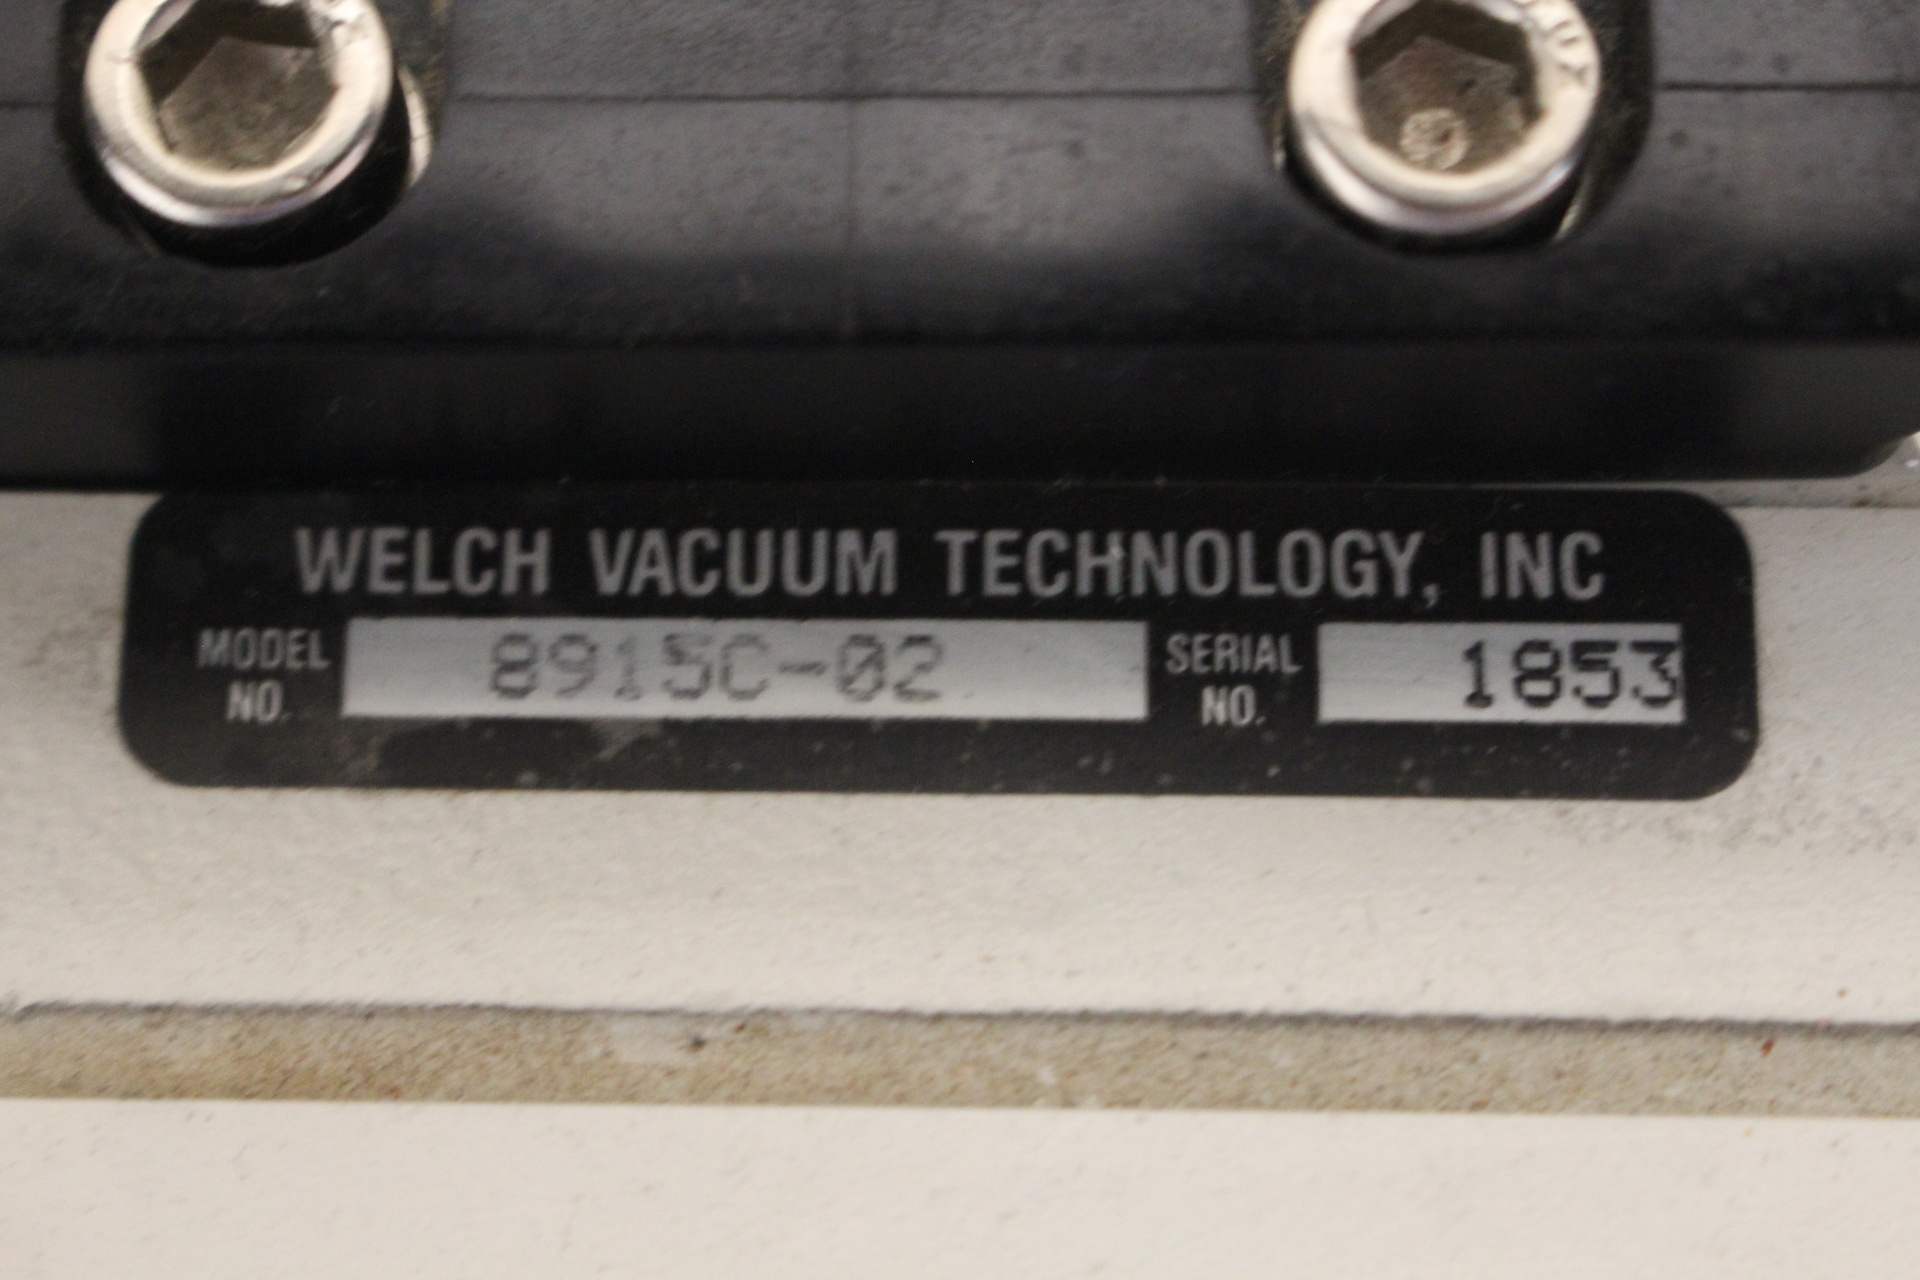 WELCH VACUUM TECHNOLOGY, INC
MODEL NO. 8915C-02 SERIAL NO. 1853